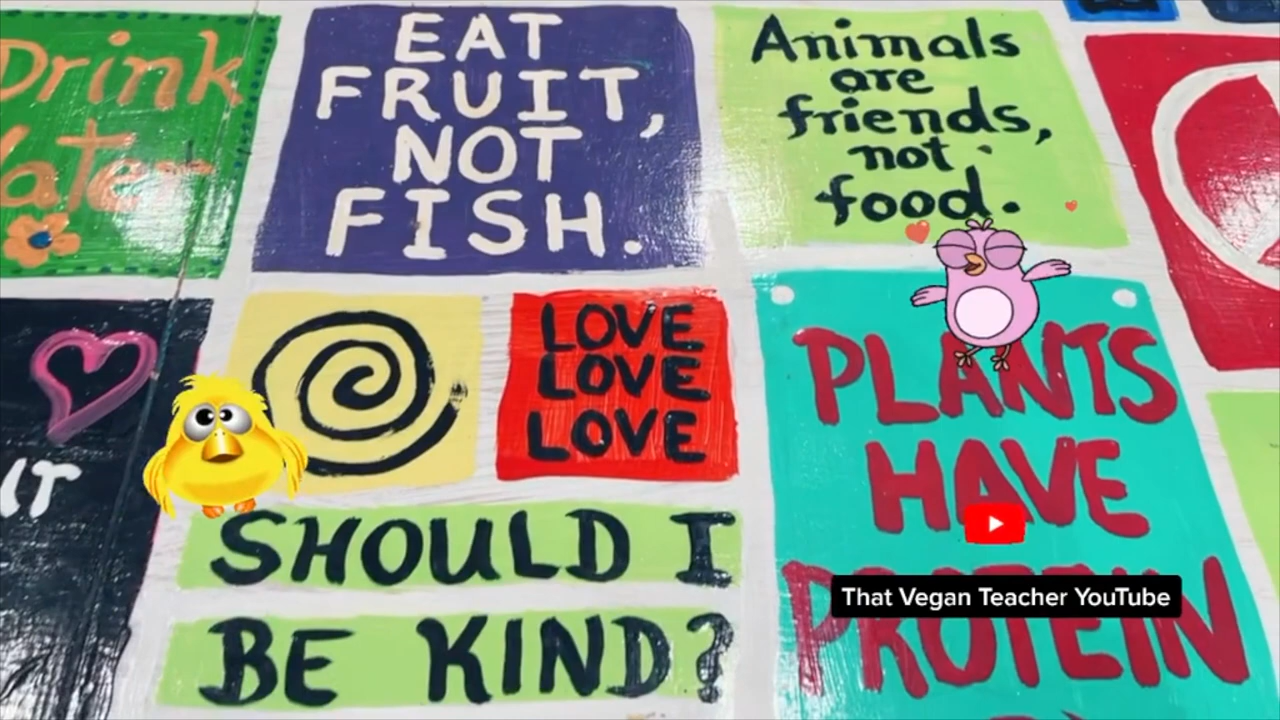 Drink
Water
EAT
FRUIT,
NOT
FISH.
Animals
are
friends,
not
food.
IT
LOVE
LOVE
LOVE
SHOULD I
BE KIND?
PLANTS
HAVE
PROTEIN
That Vegan Teacher YouTube